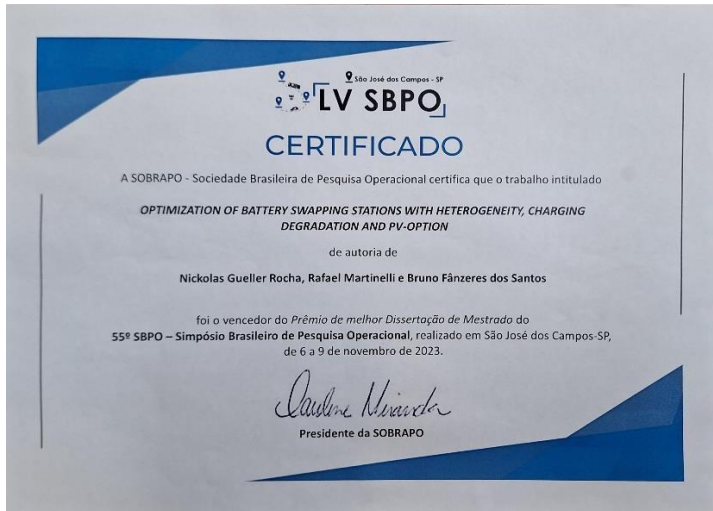 São José dos Campos - SP
LV SBPO
CERTIFICADO
A SOBRAPO - Sociedade Brasileira de Pesquisa Operacional certifica que o trabalho intitulado
OPTIMIZATION OF BATTERY SWAPPING STATIONS WITH HETEROGENEITY, CHARGING
DEGRADATION AND PV-OPTION
de autoria de
Nickolas Gueller Rocha, Rafael Martinelli e Bruno Fânzeres dos Santos
foi o vencedor do Prêmio de melhor Dissertação de Mestrado do
55º SBPO – Simpósio Brasileiro de Pesquisa Operacional, realizado em São José dos Campos-SP,
de 6 a 9 de novembro de 2023.
Presidente da SOBRAPO